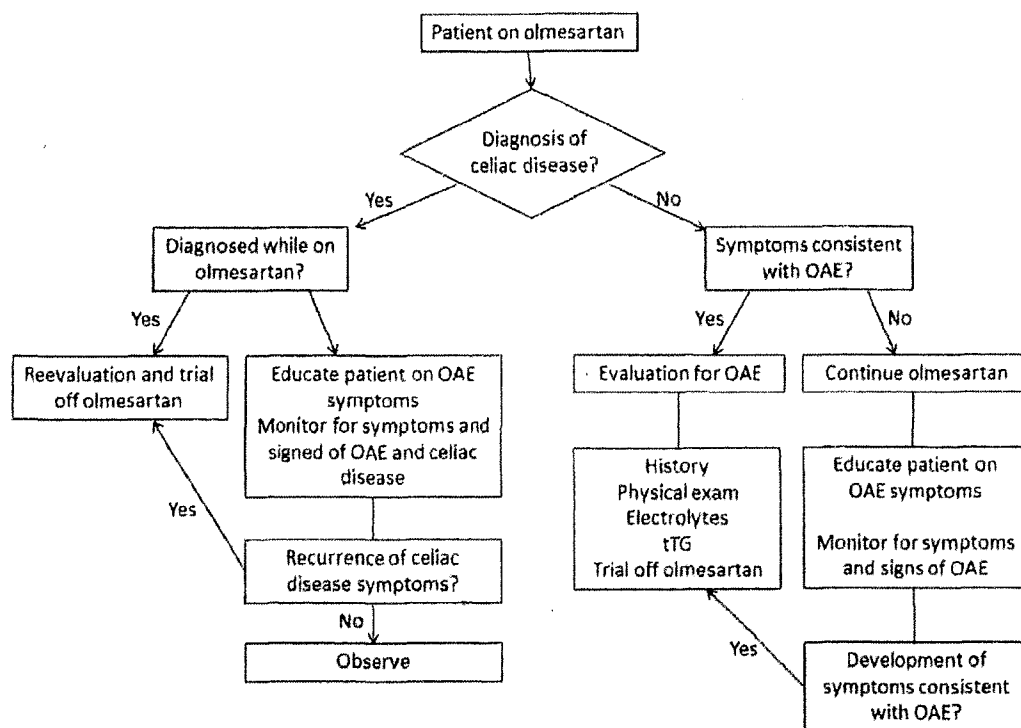 Patient on olmesartan
Diagnosis of
celiac disease?
Yes
No
Diagnosed while on
olmesartan?
Symptoms consistent
with OAE?
Yes
Yes
No
Reevaluation and trial
off olmesartan
Educate patient on OAE
symptoms
Monitor for symptoms and
signed of OAE and celiac
disease
Evaluation for OAE
Continue olmesartan
History
Physical exam
Electrolytes
tTG
Trial off olmesartan
Educate patient on
OAE symptoms
Monitor for symptoms
and signs of OAE
Yes
Recurrence of celiac
disease symptoms?
No
Observe
Yes
Development of
symptoms consistent
with OAE?